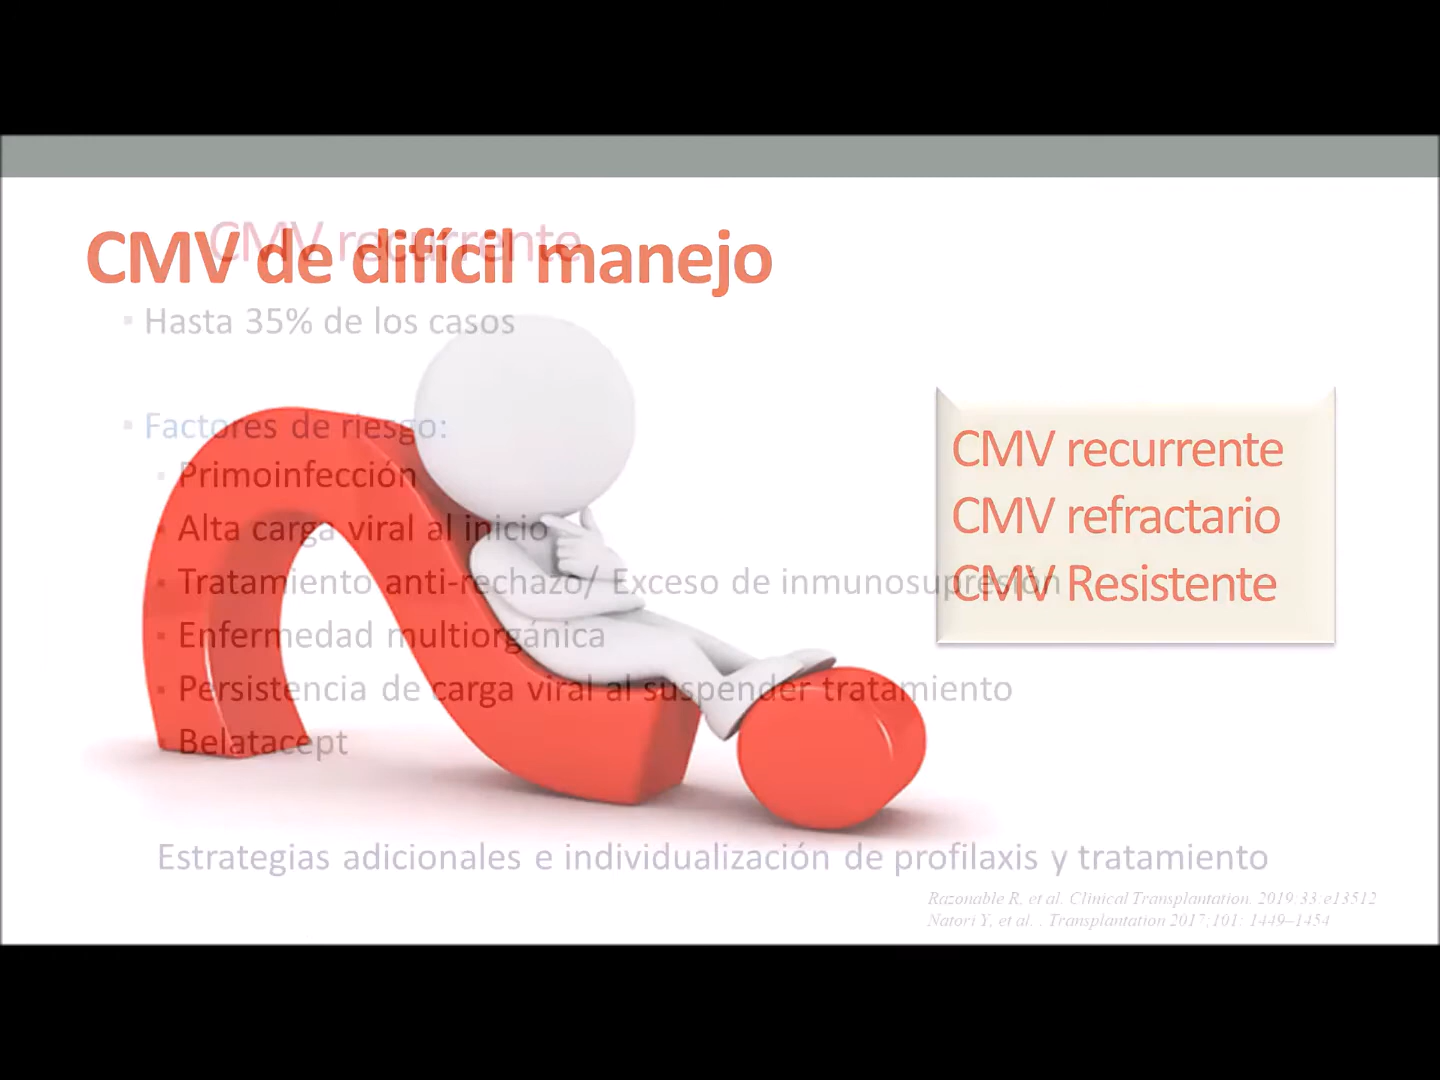 CMV de difícil manejo
CMV recurrente
CMV refractario
CMV Resistente
CMV recurrente
▪ Hasta 35% de los casos
▪ Factores de riesgo:
▪ Primoinfección
▪ Alta carga viral al inicio
▪ Tratamiento anti-rechazo/ Exceso de inmunosupresión
▪ Enfermedad multiorgánica
▪ Persistencia de carga viral al suspender tratamiento
▪ Belatacept
Estrategias adicionales e individualización de profilaxis y tratamiento
Razonable R, et al. Clinical Transplantation. 2019;33:e13512
Natori Y, et al. . Transplantation 2017;101: 1449–1454